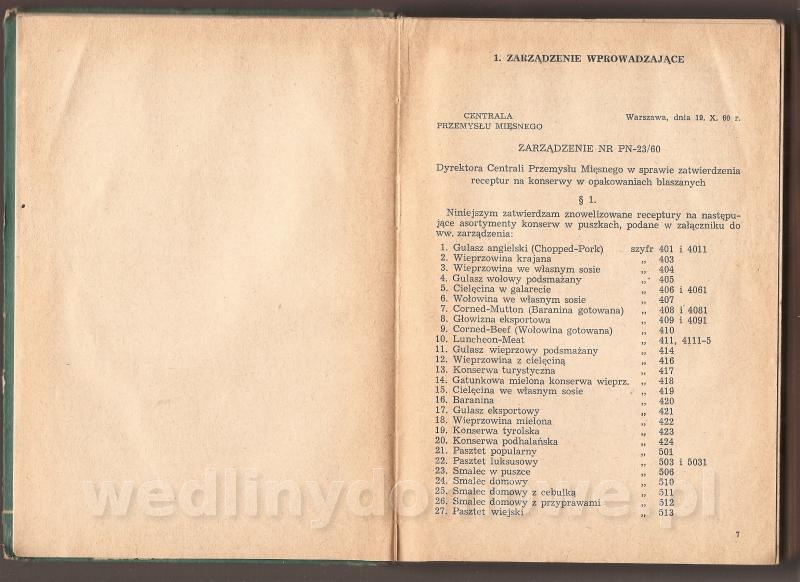 1. ZARZĄDZENIE WPROWADZAJĄCE
CENTRALA
PRZEMYSŁU MIĘSNEGO
Warszawa, dnia 19. X. 60 r.
ZARZĄDZENIE NR PN-23/60
Dyrektora Centrali Przemysłu Mięsnego w sprawie zatwierdzenia
receptur na konserwy w opakowaniach blaszanych
§ 1.
Niniejszym zatwierdzam znowelizowane receptury na następu-
jące asortymenty konserw w puszkach, podane w załączniku do
ww. zarządzenia:
1. Gulasz angielski (Chopped-Pork) szyfr 401 i 4011
2. Wieprzowina krajana „ 403
3. Wieprzowina we własnym sosie „ 404
4. Gulasz wołowy podsmażany „ 405
5. Cielęcina w galarecie „ 406 i 4061
6. Wołowina we własnym sosie „ 407
7. Corned-Mutton (Baranina gotowana) „ 408 i 4081
8. Głowizna eksportowa „ 409 i 4091
9. Corned-Beef (Wołowina gotowana) „ 410
10. Luncheon-Meat „ 411, 4111-5
11. Gulasz wieprzowy podsmażany „ 414
12. Wieprzowina z cielęciną „ 416
13. Konserwa turystyczna „ 417
14. Gatunkowa mielona konserwa wieprz. „ 418
15. Cielęcina we własnym sosie „ 419
16. Baranina „ 420
17. Gulasz eksportowy „ 421
18. Wieprzowina mielona „ 422
19. Konserwa tyrolska „ 423
20. Konserwa podhalańska „ 424
21. Pasztet popularny „ 501
22. Pasztet luksusowy „ 503 i 5031
23. Smalec w puszce „ 506
24. Smalec domowy „ 510
25. Smalec domowy z cebulką „ 511
26. Smalec domowy z przyprawami „ 512
27. Pasztet wiejski „ 513
wedlinydomowe.pl
7